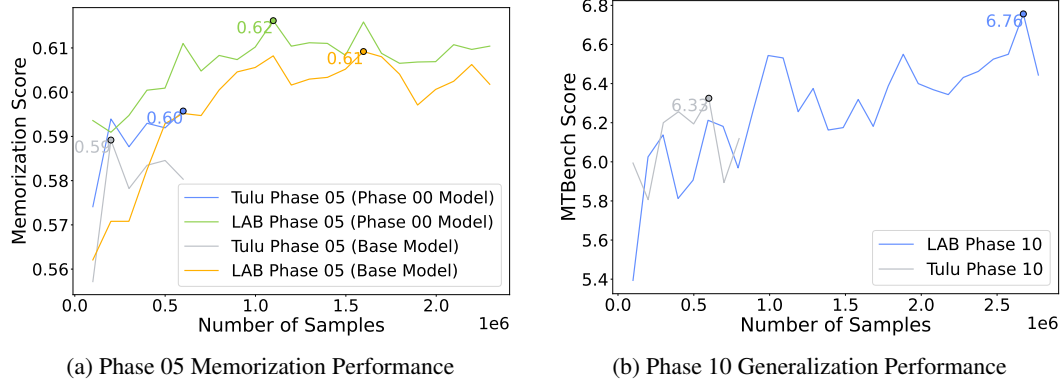 0.62
0.61
0.61
0.60
0.60
0.59
0.59
0.58
0.57
0.56
Memorization Score
Tulu Phase 05 (Phase 00 Model)
LAB Phase 05 (Phase 00 Model)
Tulu Phase 05 (Base Model)
LAB Phase 05 (Base Model)
0.0 0.5 1.0 1.5 2.0
1e6
Number of Samples
(a) Phase 05 Memorization Performance
6.8
6.76
6.6
6.4
6.33
6.2
6.0
5.8
5.6
5.4
MTBench Score
LAB Phase 10
Tulu Phase 10
0.0 0.5 1.0 1.5 2.0 2.5
1e6
Number of Samples
(b) Phase 10 Generalization Performance